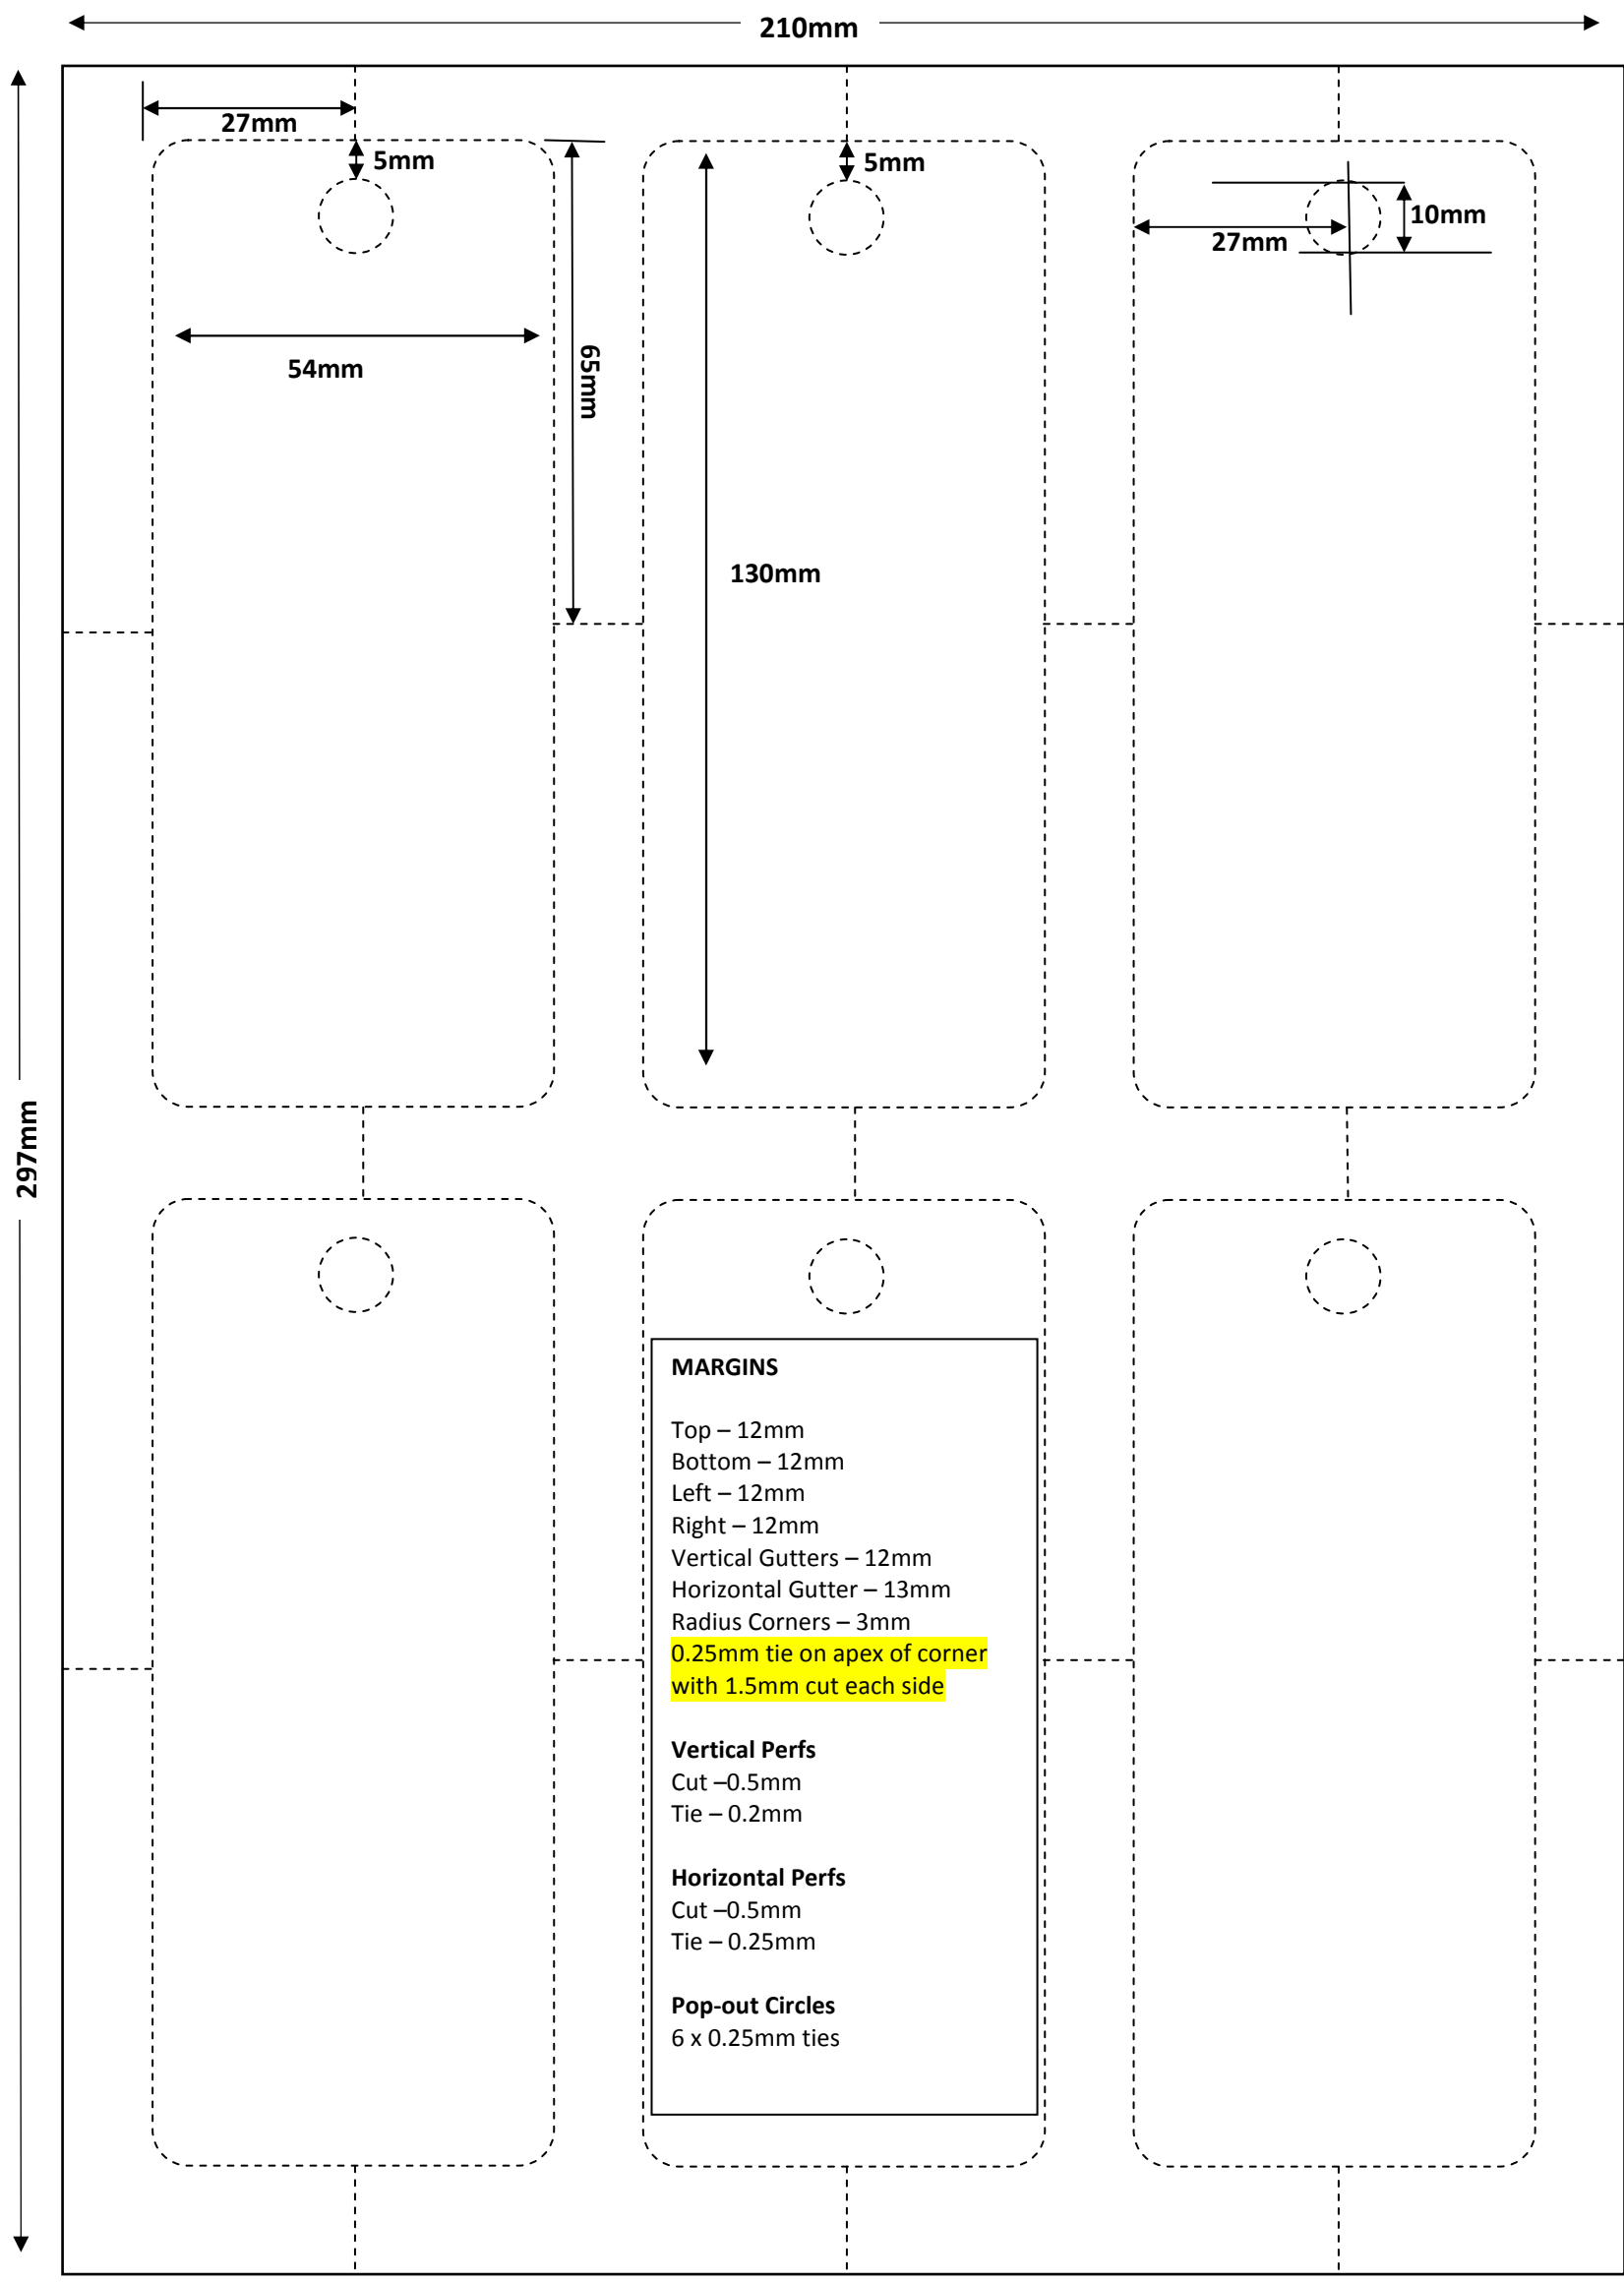 210mm
27mm
5mm
5mm
10mm
27mm
54mm
65mm
130mm
297mm
MARGINS
Top – 12mm
Bottom – 12mm
Left – 12mm
Right – 12mm
Vertical Gutters – 12mm
Horizontal Gutter – 13mm
Radius Corners – 3mm
0.25mm tie on apex of corner
with 1.5mm cut each side
Vertical Perfs
Cut –0.5mm
Tie – 0.2mm
Horizontal Perfs
Cut –0.5mm
Tie – 0.25mm
Pop-out Circles
6 x 0.25mm ties